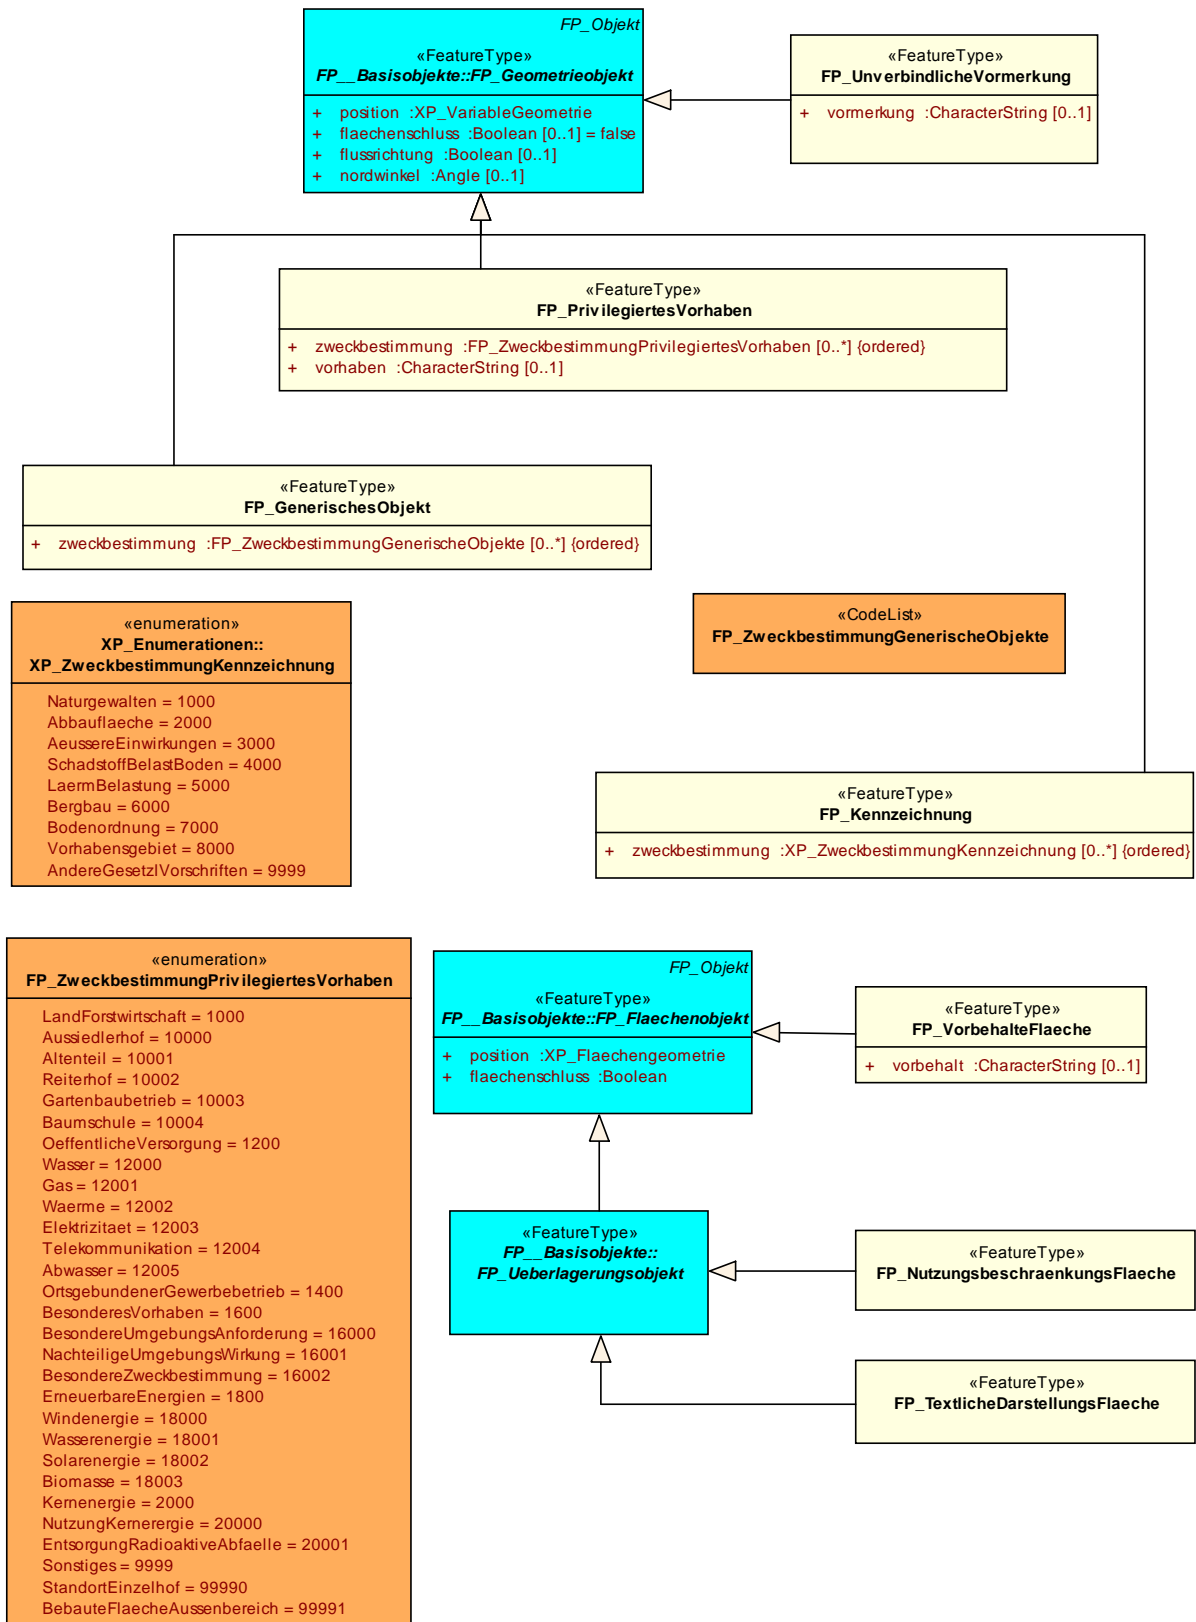 FP_Objekt
«FeatureType»
FP__Basisobjekte::FP_Geometrieobjekt
+ position :XP_VariableGeometrie
+ flaechenschluss :Boolean [0..1] = false
+ flussrichtung :Boolean [0..1]
+ nordwinkel :Angle [0..1]
«FeatureType»
FP_UnverbindlicheVormerkung
+ vormerkung :CharacterString [0..1]
«FeatureType»
FP_PrivilegiertesVorhaben
+ zweckbestimmung :FP_ZweckbestimmungPrivilegiertesVorhaben [0..*] {ordered}
+ vorhaben :CharacterString [0..1]
«FeatureType»
FP_GenerischesObjekt
+ zweckbestimmung :FP_ZweckbestimmungGenerischeObjekte [0..*] {ordered}
«enumeration»
XP_Enumerationen::
XP_ZweckbestimmungKennzeichnung
Naturgewalten = 1000
Abbauflaeche = 2000
AeussereEinwirkungen = 3000
SchadstoffBelastBoden = 4000
LaermBelastung = 5000
Bergbau = 6000
Bodenordnung = 7000
Vorhabensgebiet = 8000
AndereGesetzlVorschriften = 9999
«CodeList»
FP_ZweckbestimmungGenerischeObjekte
«FeatureType»
FP_Kennzeichnung
+ zweckbestimmung :XP_ZweckbestimmungKennzeichnung [0..*] {ordered}
«enumeration»
FP_ZweckbestimmungPrivilegiertesVorhaben
LandForstwirtschaft = 1000
Aussiedlerhof = 10000
Altenteil = 10001
Reiterhof = 10002
Gartenbaubetrieb = 10003
Baumschule = 10004
OeffentlicheVersorgung = 1200
Wasser = 12000
Gas = 12001
Waerme = 12002
Elektrizitaet = 12003
Telekommunikation = 12004
Abwasser = 12005
OrtsgebundenerGewerbebetrieb = 1400
BesonderesVorhaben = 1600
BesondereUmgebungsAnforderung = 16000
NachteiligeUmgebungsWirkung = 16001
BesondereZweckbestimmung = 16002
ErneuerbareEnergien = 1800
Windenergie = 18000
Wasserenergie = 18001
Solarenergie = 18002
Biomasse = 18003
Kernenergie = 2000
NutzungKernerergie = 20000
EntsorgungRadioaktiveAbfaelle = 20001
Sonstiges = 9999
StandortEinzelhof = 99990
BebauteFlaecheAussenbereich = 99991
FP_Objekt
«FeatureType»
FP__Basisobjekte::FP_Flaechenobjekt
+ position :XP_Flaechengeometrie
+ flaechenschluss :Boolean
«FeatureType»
FP_VorbehalteFlaeche
+ vorbehalt :CharacterString [0..1]
«FeatureType»
FP__Basisobjekte::
FP_Ueberlagerungsobjekt
«FeatureType»
FP_NutzungsbeschraenkungsFlaeche
«FeatureType»
FP_TextlicheDarstellungsFlaeche